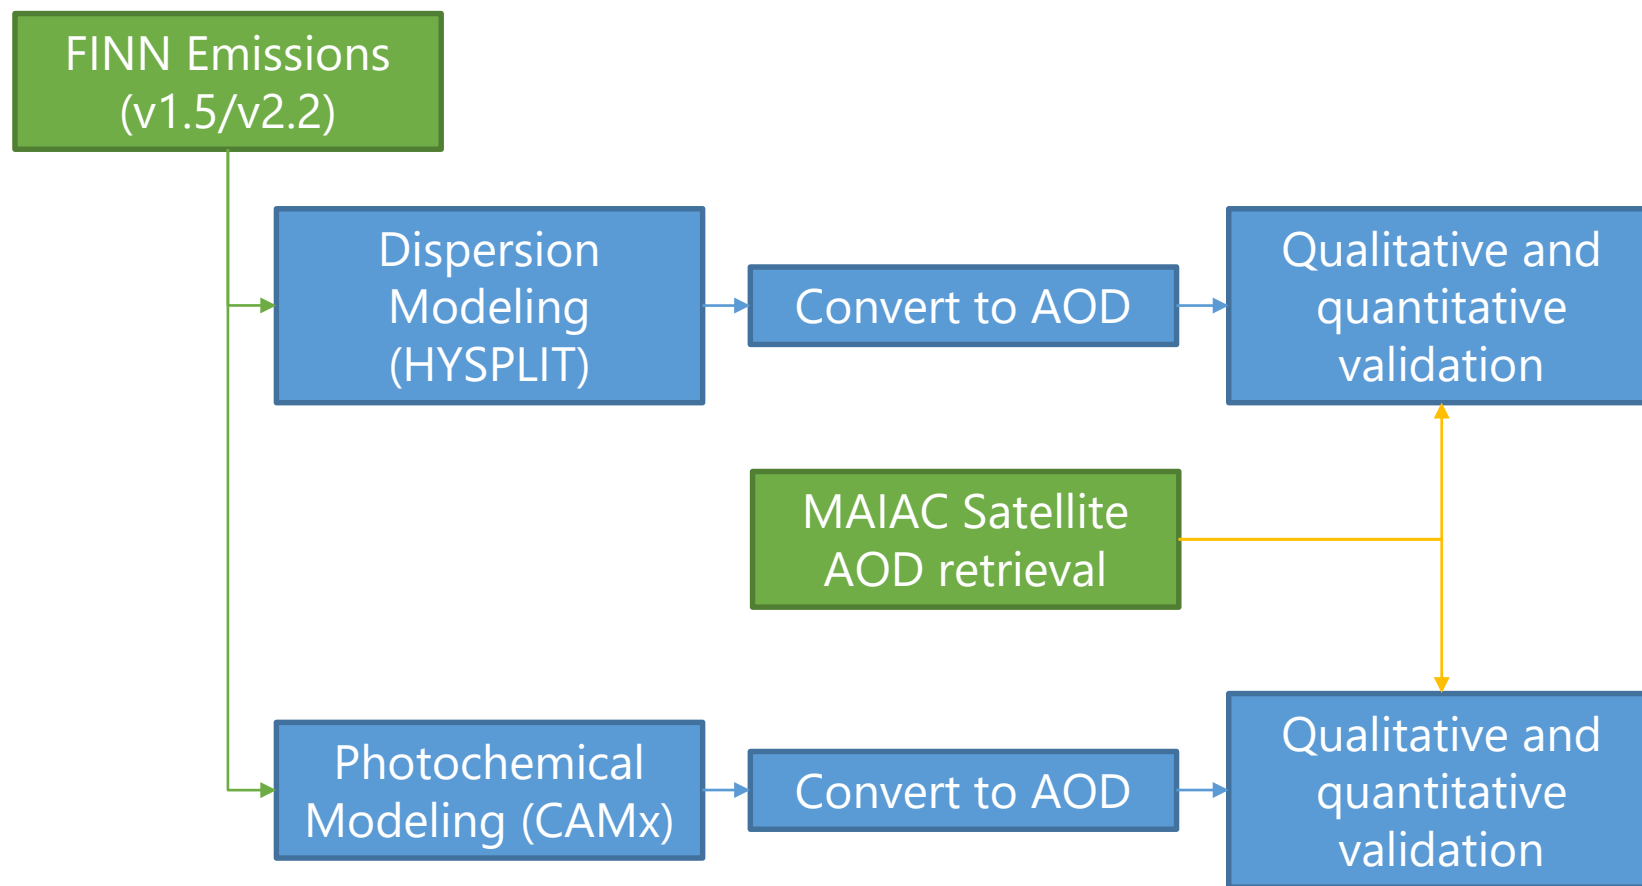 FINN Emissions
(v1.5/v2.2)
Dispersion
Modeling
(HYSPLIT)
Convert to AOD
Qualitative and
quantitative
validation
MAIAC Satellite
AOD retrieval
Photochemical
Modeling (CAMx)
Convert to AOD
Qualitative and
quantitative
validation